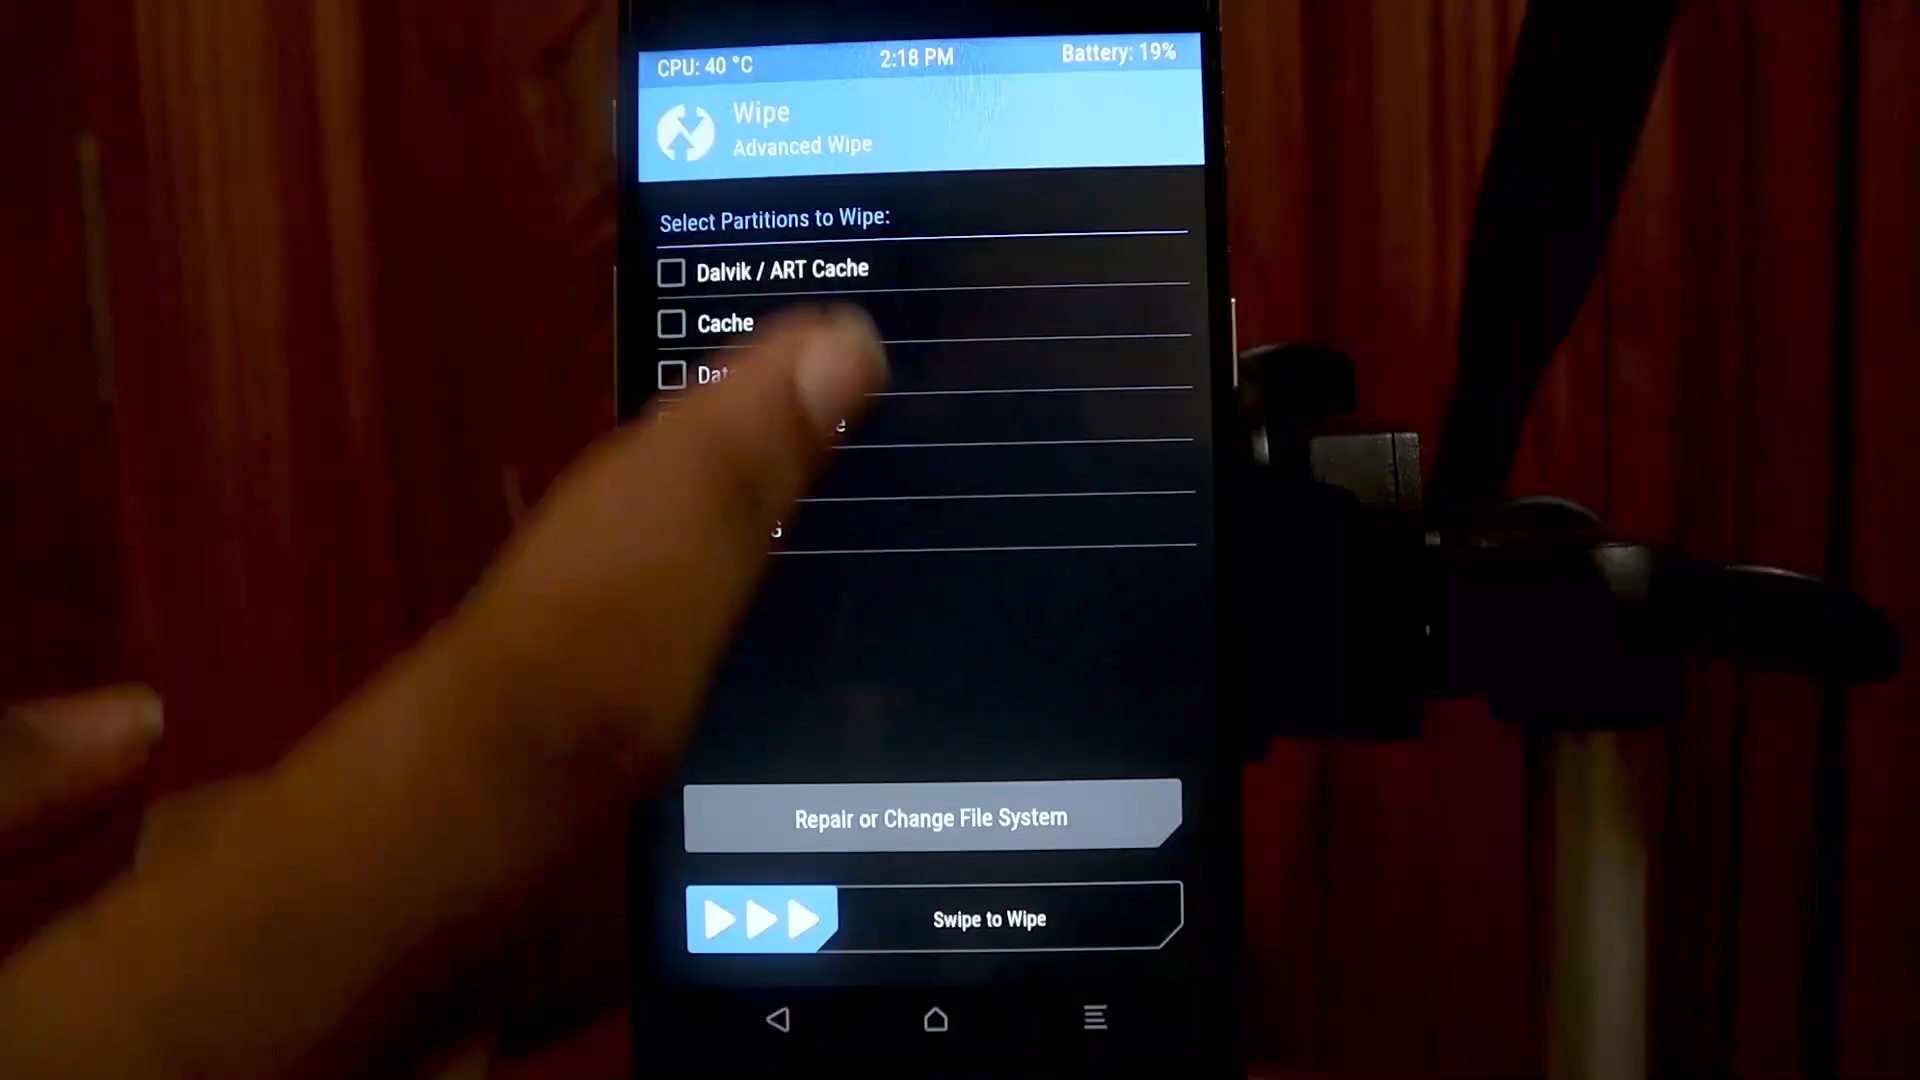 CPU: 40 °C
2:18 PM
Battery: 19%
Wipe
Advanced Wipe
Select Partitions to Wipe:
Dalvik / ART Cache
Cache
Repair or Change File System
Swipe to Wipe